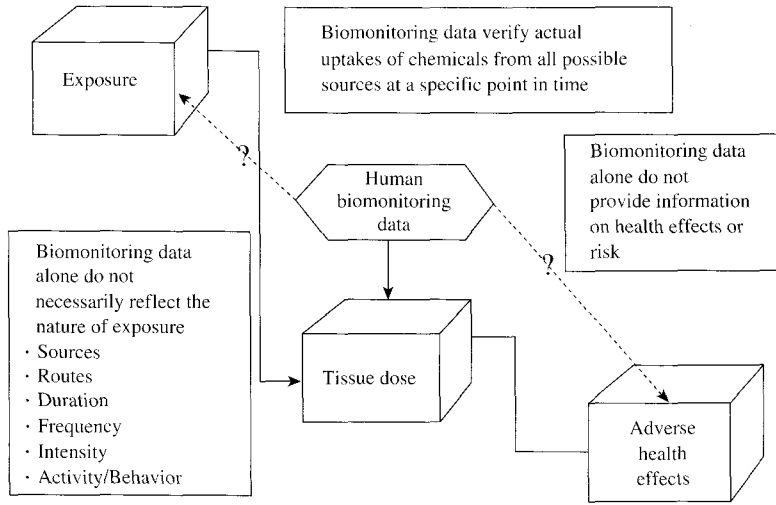 Biomonitoring data verify actual
uptakes of chemicals from all possible
sources at a specific point in time
Exposure
?
Human
biomonitoring
data
Biomonitoring data
alone do not
provide information
on health effects or
risk
?
Biomonitoring data
alone do not
necessarily reflect the
nature of exposure
· Sources
· Routes
· Duration
· Frequency
· Intensity
· Activity/Behavior
Tissue dose
Adverse
health
effects